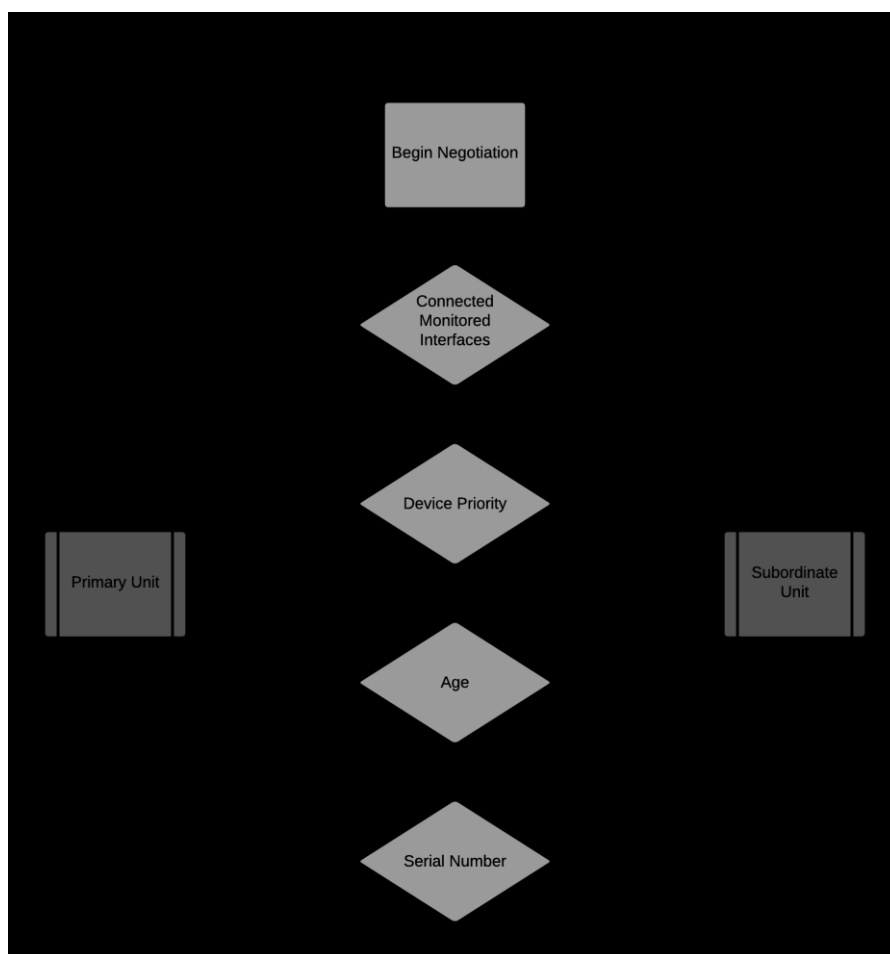 Begin Negotiation
Connected
Monitored
Interfaces
Device Priority
Primary Unit
Subordinate
Unit
Age
Serial Number